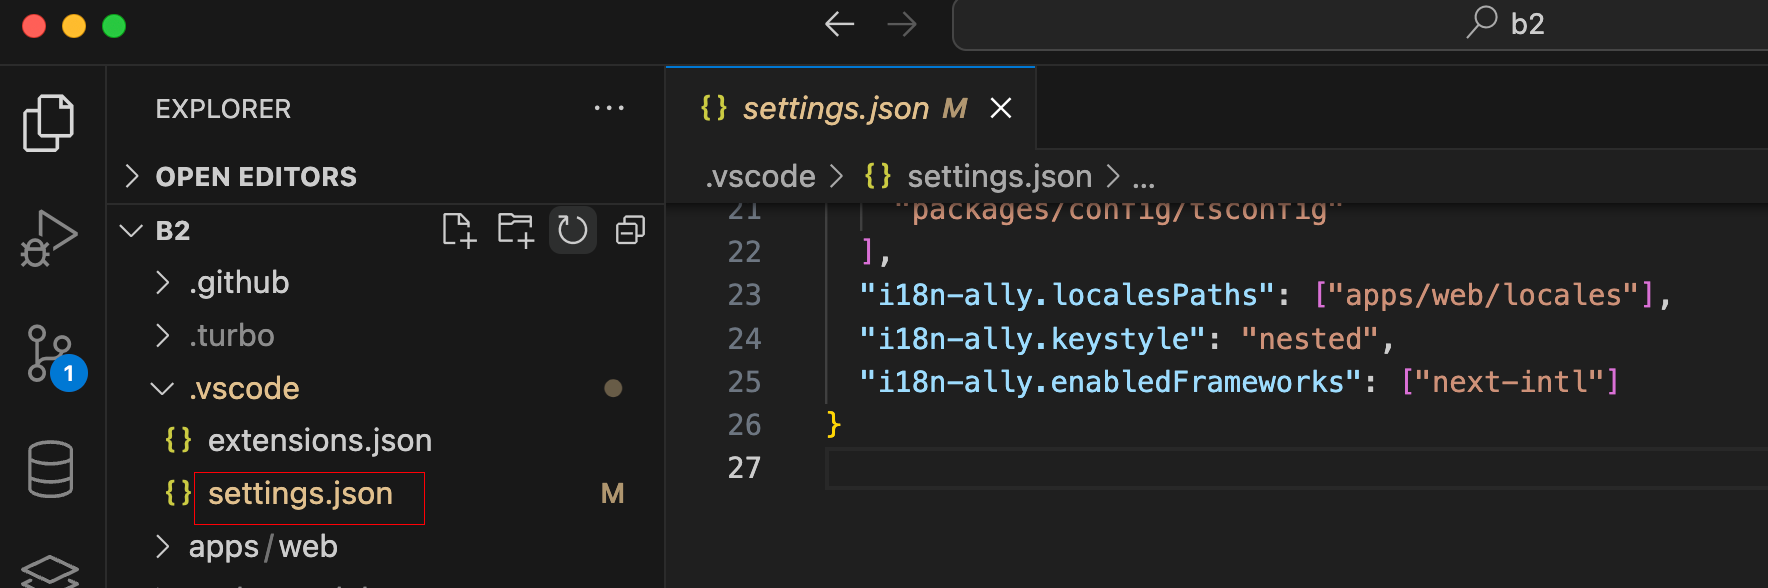 b2
EXPLORER
OPEN EDITORS
B2
.github
.turbo
.vscode
{} extensions.json
{} settings.json M
apps/web
1
{} settings.json M
.vscode > {} settings.json > ...
21 "packages/config/tsconfig"
22 ],
23 "i18n-ally.localesPaths": ["apps/web/locales"],
24 "i18n-ally.keystyle": "nested",
25 "i18n-ally.enabledFrameworks": ["next-intl"]
26 }
27